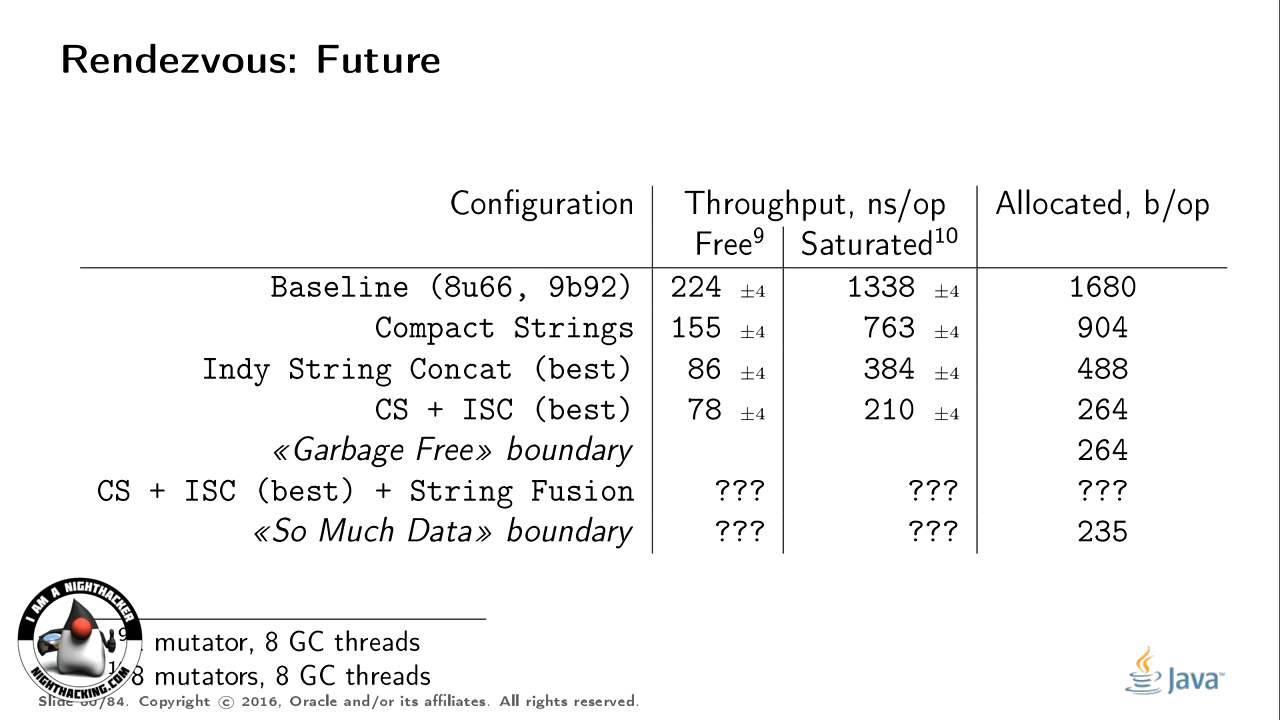 Rendezvous: Future
Configuration Throughput, ns/op Allocated, b/op
Free⁹ Saturated¹⁰
Baseline (8u66, 9b92) 224 ±4 1338 ±4 1680
Compact Strings 155 ±4 763 ±4 904
Indy String Concat (best) 86 ±4 384 ±4 488
CS + ISC (best) 78 ±4 210 ±4 264
«Garbage Free» boundary 264
CS + ISC (best) + String Fusion ??? ??? ???
«So Much Data» boundary ??? ??? 235
I AM A NIGHTHACKER
NIGHTHACKING.COM
⁹ mutator, 8 GC threads
8 mutators, 8 GC threads
Slide /84. Copyright © 2016, Oracle and/or its affiliates. All rights reserved.
Java™